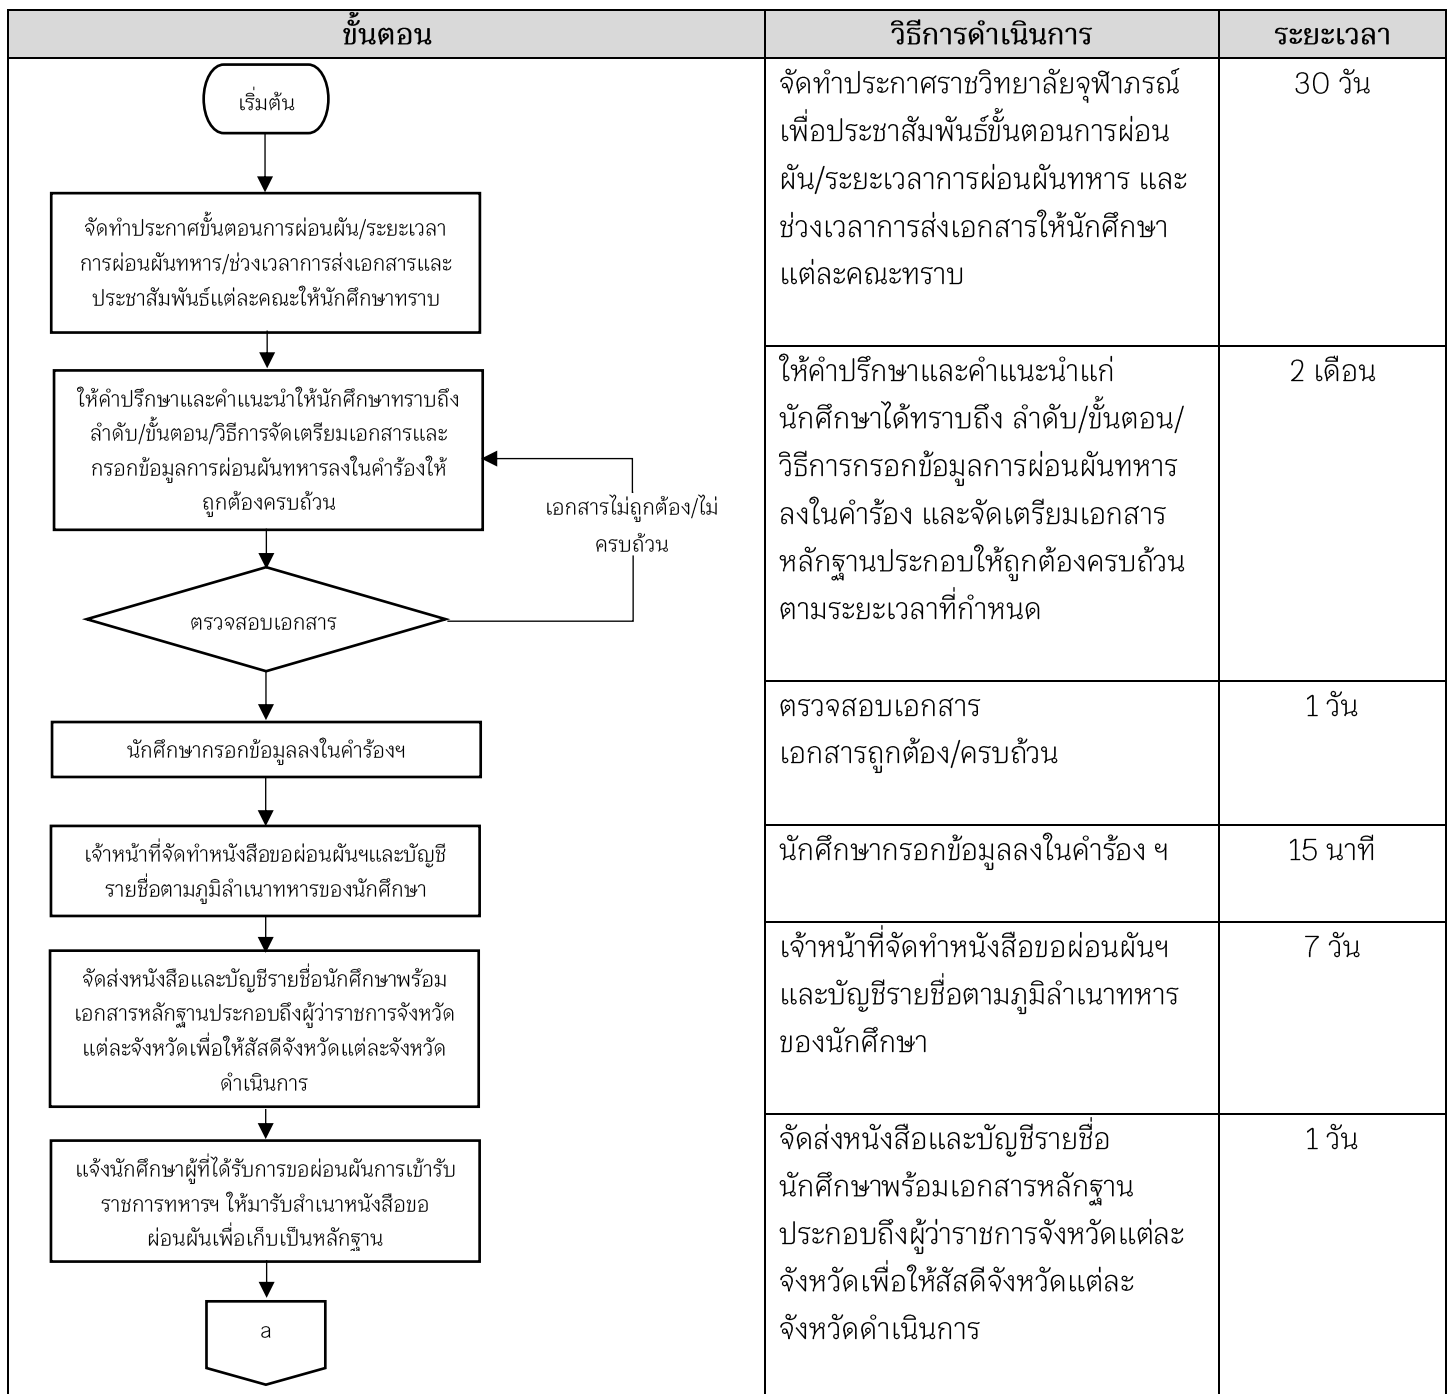 ขั้นตอน
วิธีการดำเนินการ
ระยะเวลา
เริ่มต้น
จัดทำประกาศขั้นตอนการผ่อนผัน/ระยะเวลา
การผ่อนผันทหาร/ช่วงเวลาการส่งเอกสารและ
ประชาสัมพันธ์แต่ละคณะให้นักศึกษาทราบ
ให้คำปรึกษาและคำแนะนำให้นักศึกษาทราบถึง
ลำดับ/ขั้นตอน/วิธีการจัดเตรียมเอกสารและ
กรอกข้อมูลการผ่อนผันทหารลงในคำร้องให้
ถูกต้องครบถ้วน
เอกสารไม่ถูกต้อง/ไม่
ครบถ้วน
ตรวจสอบเอกสาร
นักศึกษากรอกข้อมูลลงในคำร้องฯ
เจ้าหน้าที่จัดทำหนังสือขอผ่อนผันฯและบัญชี
รายชื่อตามภูมิลำเนาทหารของนักศึกษา
จัดส่งหนังสือและบัญชีรายชื่อนักศึกษาพร้อม
เอกสารหลักฐานประกอบถึงผู้ว่าราชการจังหวัด
แต่ละจังหวัดเพื่อให้สัสดีจังหวัดแต่ละจังหวัด
ดำเนินการ
แจ้งนักศึกษาผู้ที่ได้รับการขอผ่อนผันการเข้ารับ
ราชการทหารฯ ให้มารับสำเนาหนังสือขอ
ผ่อนผันเพื่อเก็บเป็นหลักฐาน
a
จัดทำประกาศราชวิทยาลัยจุฬาภรณ์
เพื่อประชาสัมพันธ์ขั้นตอนการผ่อน
ผัน/ระยะเวลาการผ่อนผันทหาร และ
ช่วงเวลาการส่งเอกสารให้นักศึกษา
แต่ละคณะทราบ
30 วัน
ให้คำปรึกษาและคำแนะนำแก่
นักศึกษาได้ทราบถึง ลำดับ/ขั้นตอน/
วิธีการกรอกข้อมูลการผ่อนผันทหาร
ลงในคำร้อง และจัดเตรียมเอกสาร
หลักฐานประกอบให้ถูกต้องครบถ้วน
ตามระยะเวลาที่กำหนด
2 เดือน
ตรวจสอบเอกสาร
เอกสารถูกต้อง/ครบถ้วน
1 วัน
นักศึกษากรอกข้อมูลลงในคำร้อง ฯ
15 นาที
เจ้าหน้าที่จัดทำหนังสือขอผ่อนผันฯ
และบัญชีรายชื่อตามภูมิลำเนาทหาร
ของนักศึกษา
7 วัน
จัดส่งหนังสือและบัญชีรายชื่อ
นักศึกษาพร้อมเอกสารหลักฐาน
ประกอบถึงผู้ว่าราชการจังหวัดแต่ละ
จังหวัดเพื่อให้สัสดีจังหวัดแต่ละ
จังหวัดดำเนินการ
1 วัน